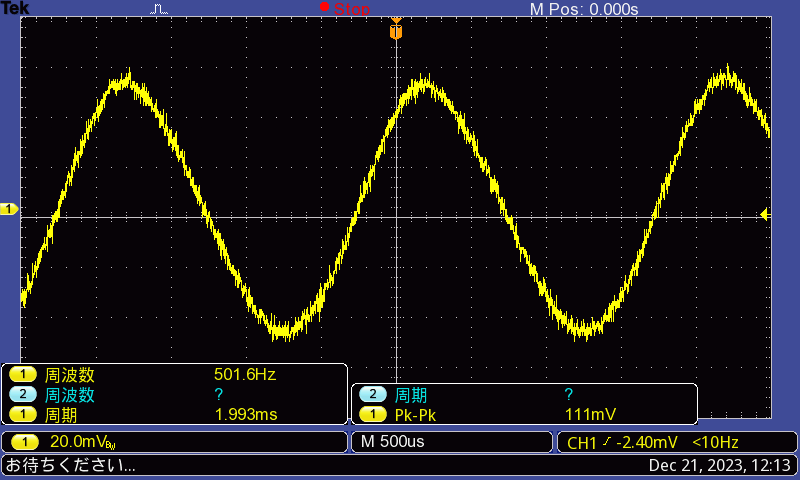 Tek Stop M Pos: 0.000s
T
1
1 周波数 501.6Hz
2 周波数 ?
1 周期 1.993ms
2 周期 ?
1 Pk-Pk 111mV
1 20.0mVBW M 500us CH1 -2.40mV <10Hz
お待ちください...
Dec 21, 2023, 12:13